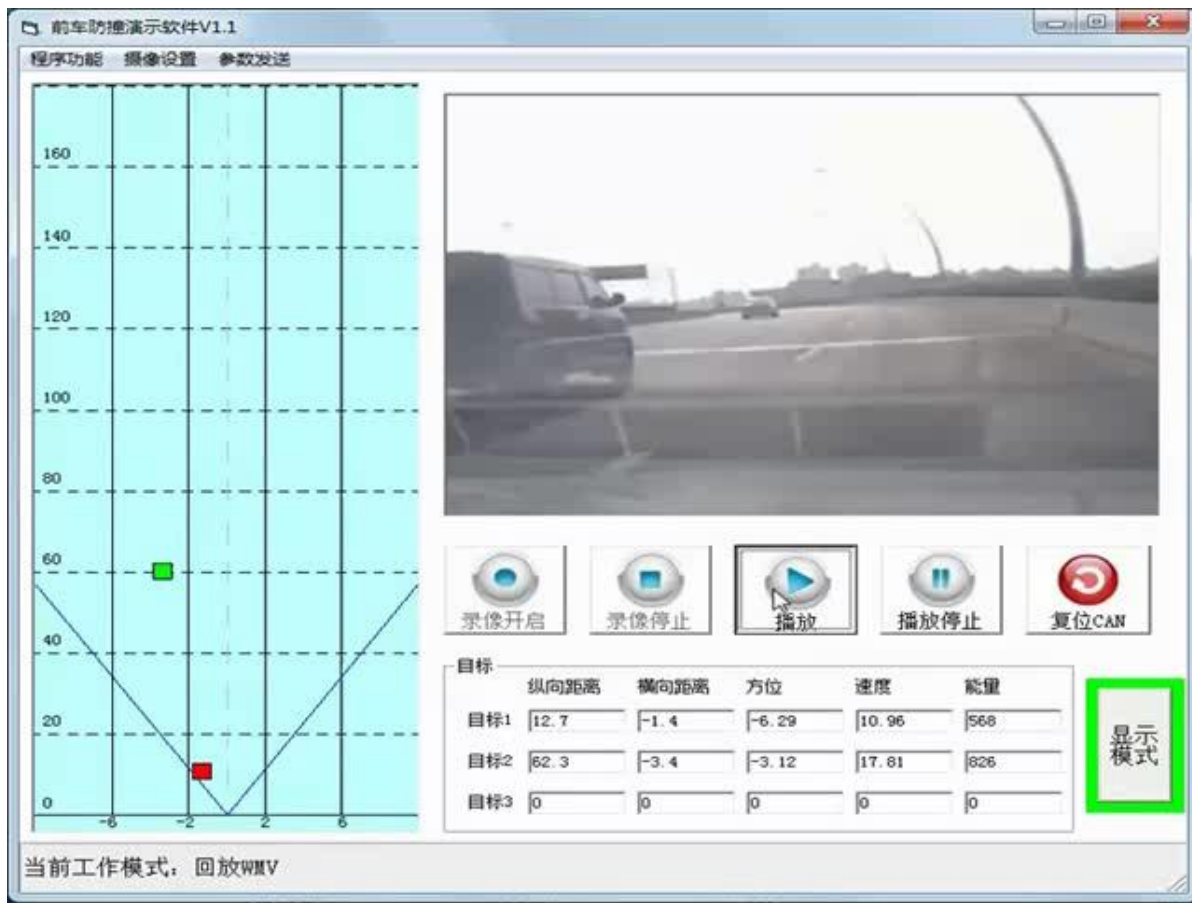 前车防撞演示软件V1.1
程序功能 摄像设置 参数发送
160
140
120
100
80
60
40
20
0
-6 -2 2 6
录像开启 录像停止 播放 播放停止 复位CAN
目标
纵向距离 横向距离 方位 速度 能量
目标1 12.7 -1.4 -6.29 10.96 568
目标2 62.3 -3.4 -3.12 17.81 826
目标3 0 0 0 0 0
显示
模式
当前工作模式：回放WMV